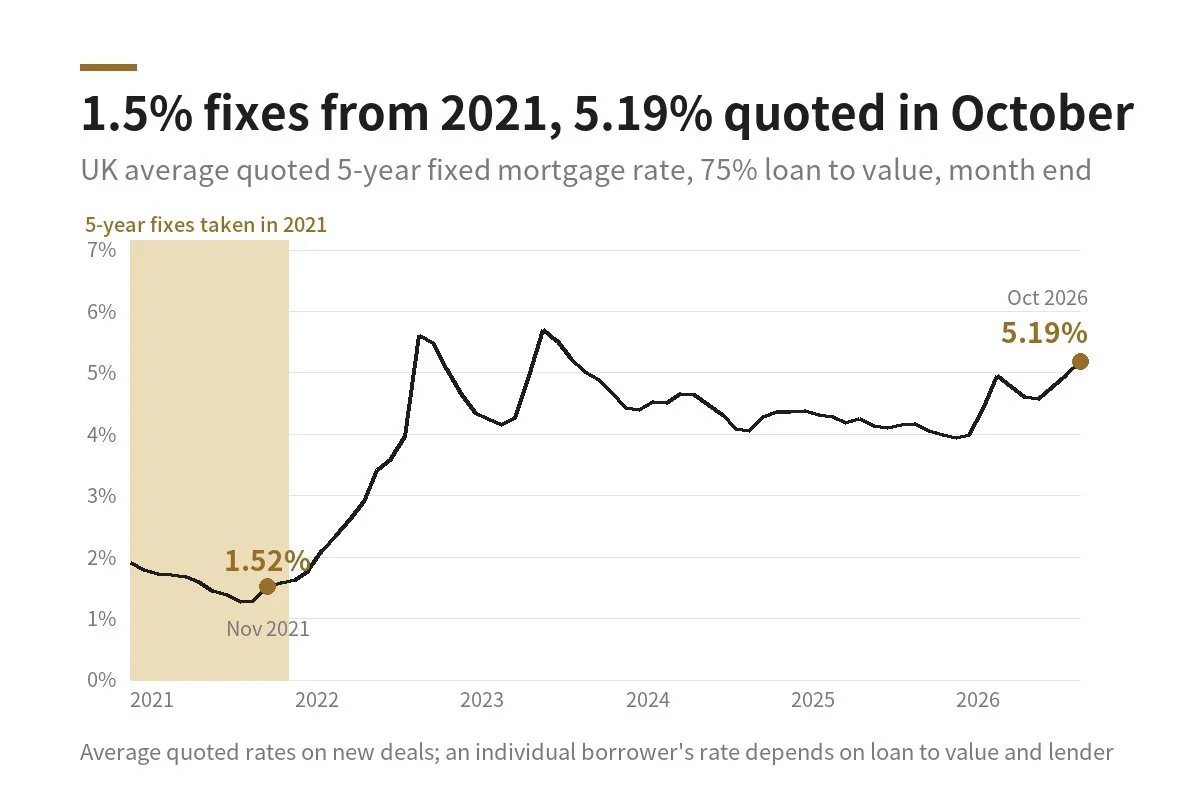 1.5% fixes from 2021, 5.19% quoted in October
UK average quoted 5-year fixed mortgage rate, 75% loan to value, month end
5-year fixes taken in 2021
7%
6%
5%
4%
3%
2%
1%
0%
Oct 2026
5.19%
1.52%
Nov 2021
2021
2022
2023
2024
2025
2026
Average quoted rates on new deals; an individual borrower's rate depends on loan to value and lender